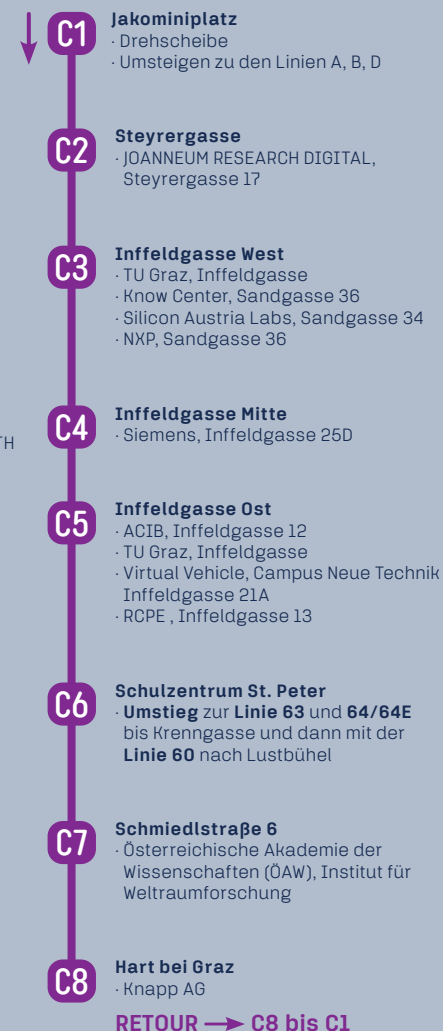 C1
Jakominiplatz
· Drehscheibe
· Umsteigen zu den Linien A, B, D
C2
Steyrergasse
· JOANNEUM RESEARCH DIGITAL,
Steyrergasse 17
C3
Inffeldgasse West
· TU Graz, Inffeldgasse
· Know Center, Sandgasse 36
· Silicon Austria Labs, Sandgasse 34
· NXP, Sandgasse 36
C4
Inffeldgasse Mitte
· Siemens, Inffeldgasse 25D
TH
C5
Inffeldgasse Ost
· ACIB, Inffeldgasse 12
· TU Graz, Inffeldgasse
· Virtual Vehicle, Campus Neue Technik
Inffeldgasse 21A
· RCPE , Inffeldgasse 13
C6
Schulzentrum St. Peter
· Umstieg zur Linie 63 und 64/64E
bis Krenngasse und dann mit der
Linie 60 nach Lustbühel
C7
Schmiedlstraße 6
· Österreichische Akademie der
Wissenschaften (ÖAW), Institut für
Weltraumforschung
C8
Hart bei Graz
· Knapp AG
RETOUR → C8 bis C1